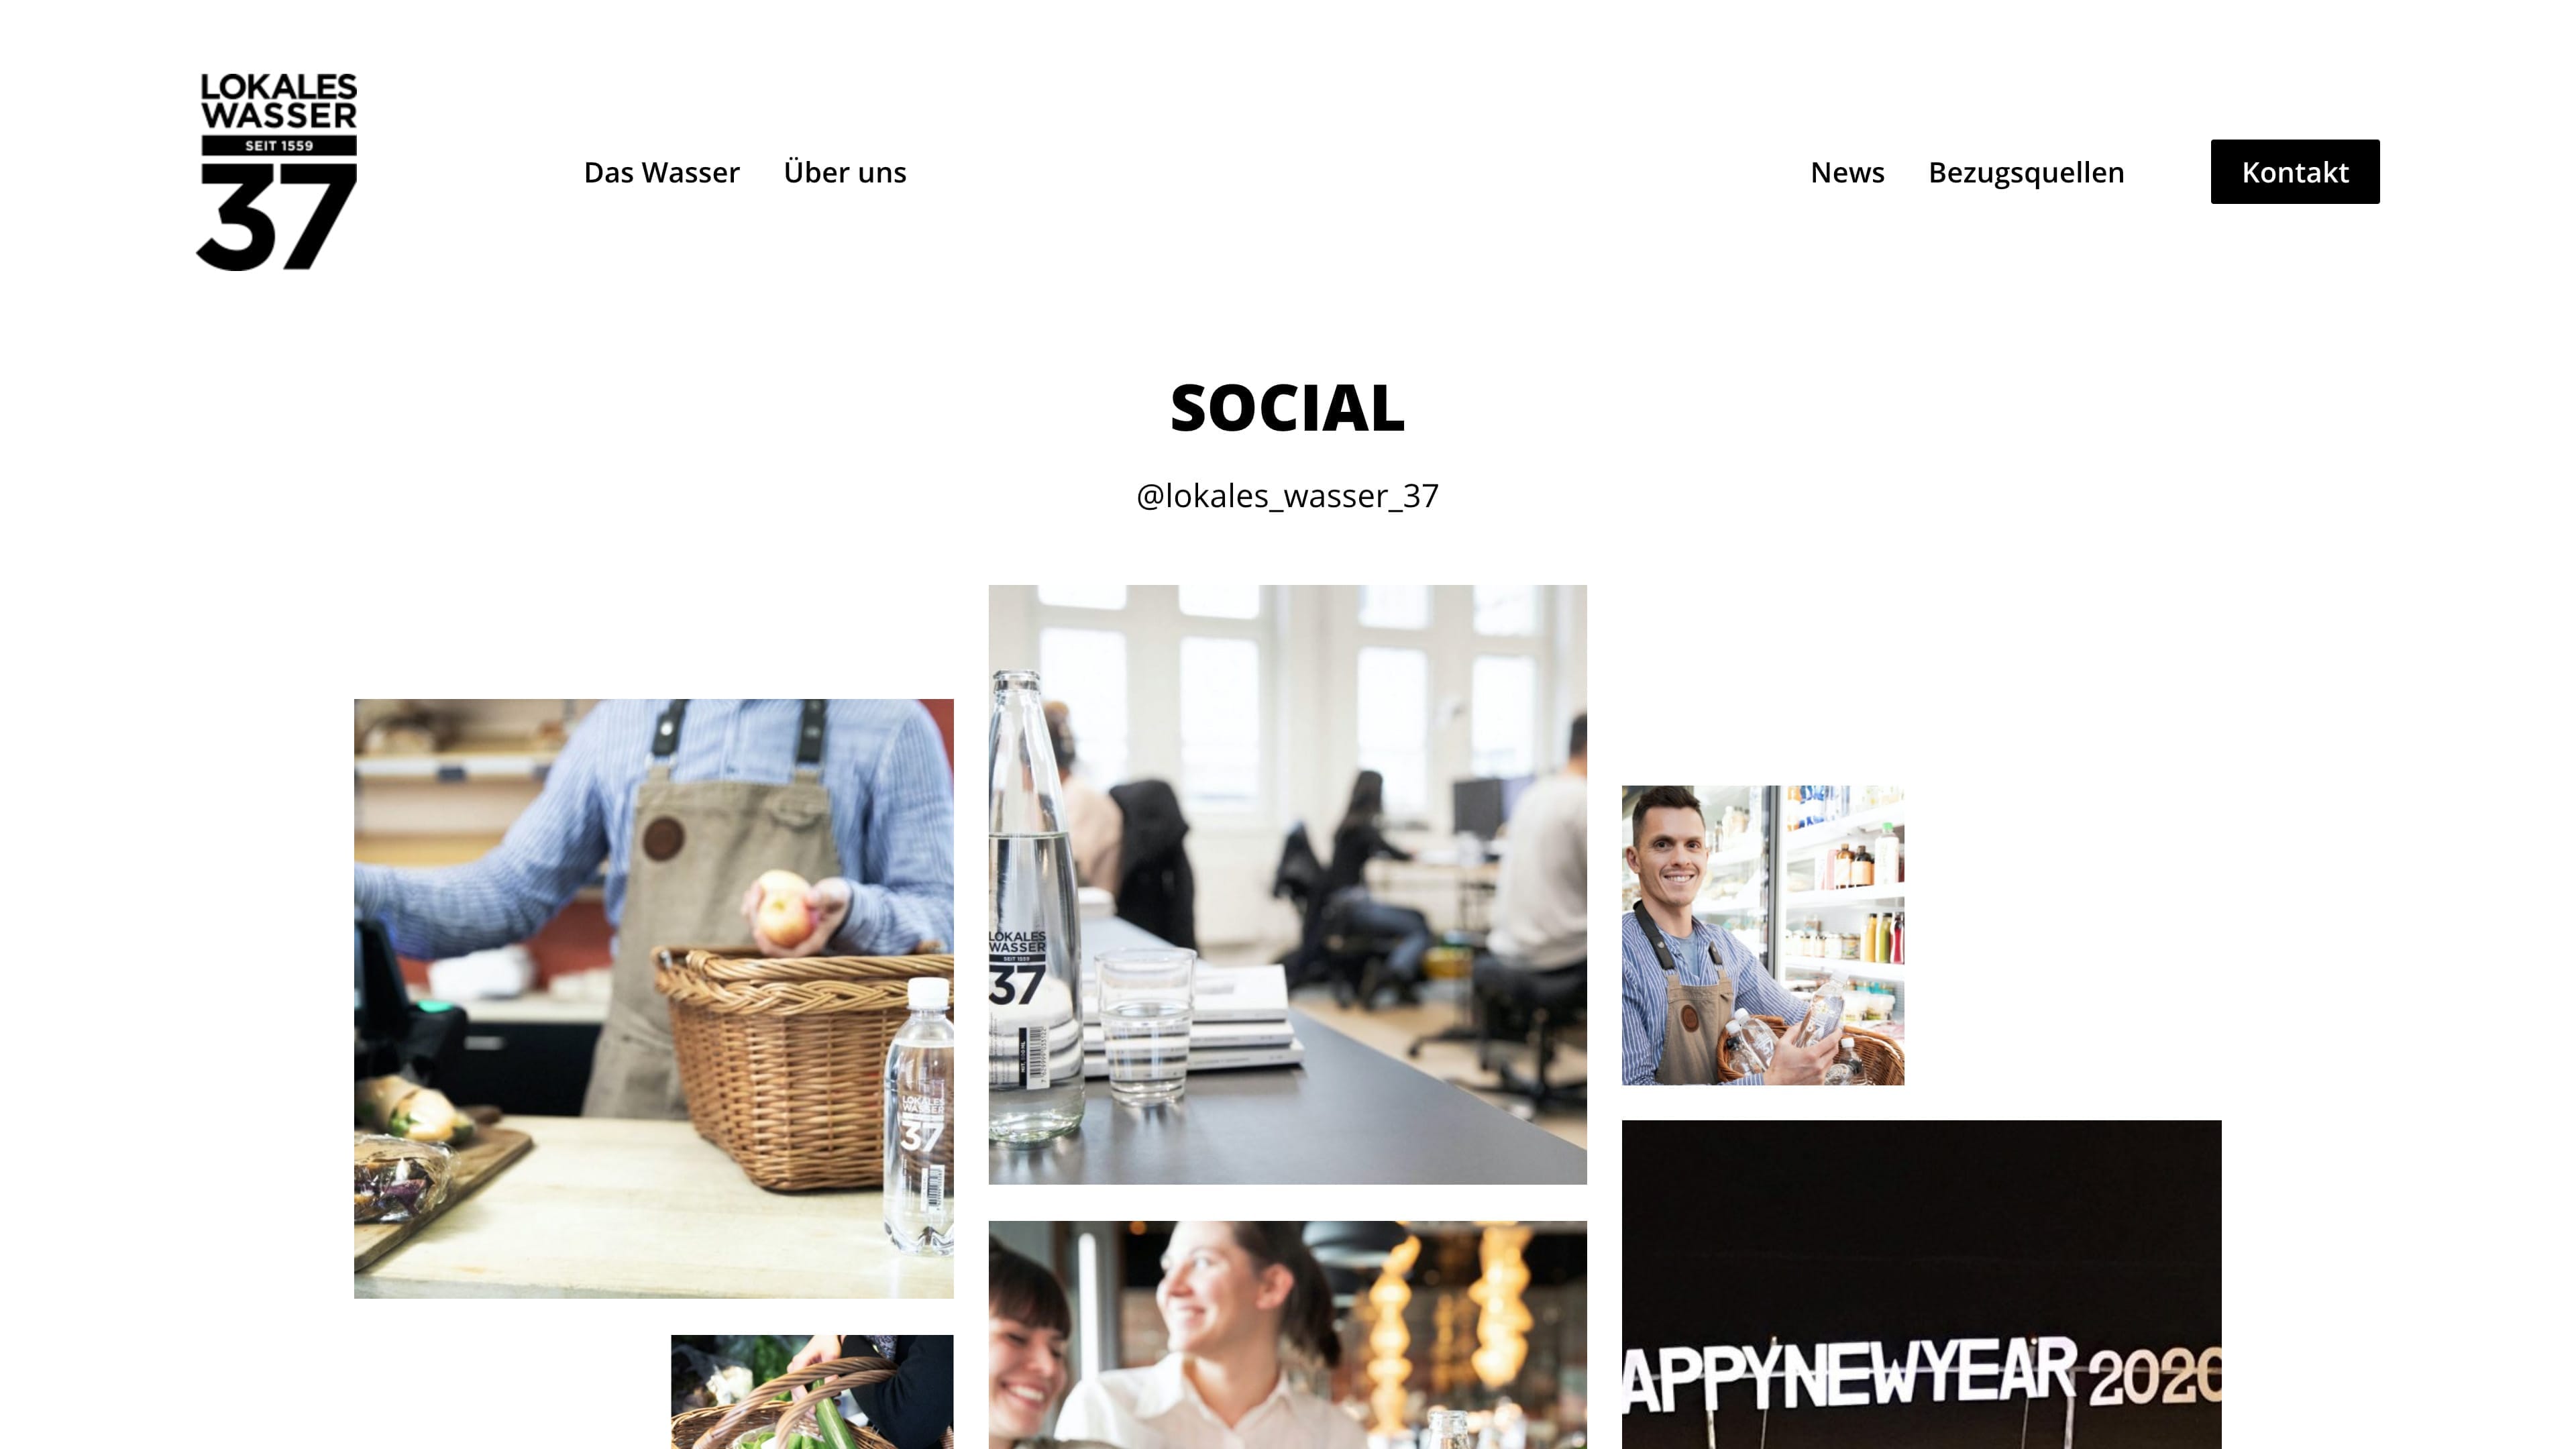 LOKALES
WASSER
SEIT 1559
37
Das Wasser
Über uns
News
Bezugsquellen
Kontakt
SOCIAL
@lokales_wasser_37
LOKALES
WASSER
SEIT 1559
37
LOKALES
WASSER
37
APPYNEWYEAR 202